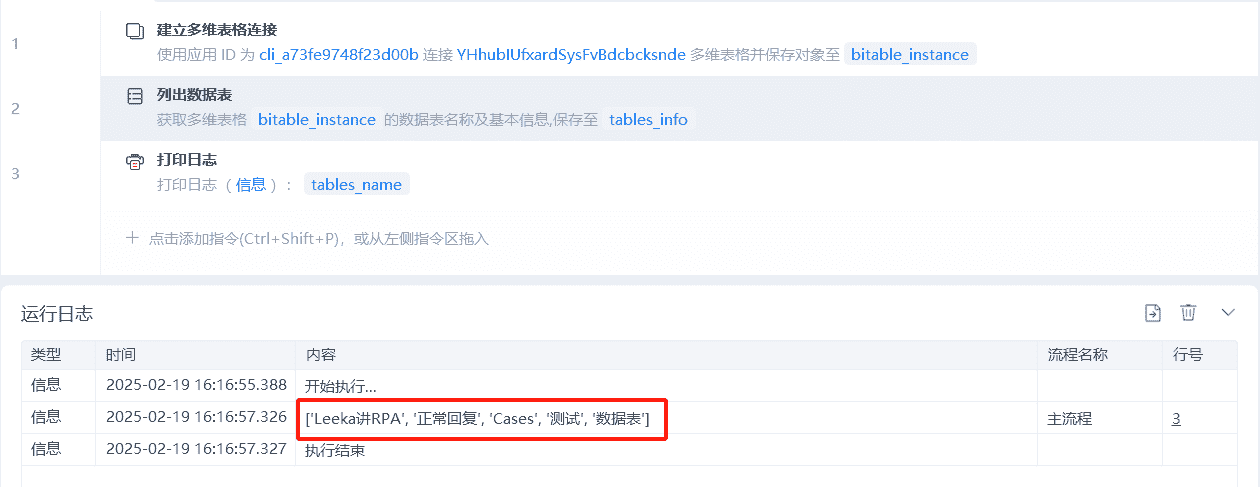 1
建立多维表格连接
使用应用 ID 为 cli_a73fe9748f23d00b 连接 YHhubIUfxardSysFvBdcbcksnde 多维表格并保存对象至 bitable_instance
2
列出数据表
获取多维表格 bitable_instance 的数据表名称及基本信息,保存至 tables_info
3
打印日志
打印日志（信息）： tables_name
点击添加指令(Ctrl+Shift+P)，或从左侧指令区拖入
运行日志
类型 时间 内容 流程名称 行号
信息 2025-02-19 16:16:55.388 开始执行...
信息 2025-02-19 16:16:57.326 ['Leeka讲RPA', '正常回复', 'Cases', '测试', '数据表'] 主流程 3
信息 2025-02-19 16:16:57.327 执行结束